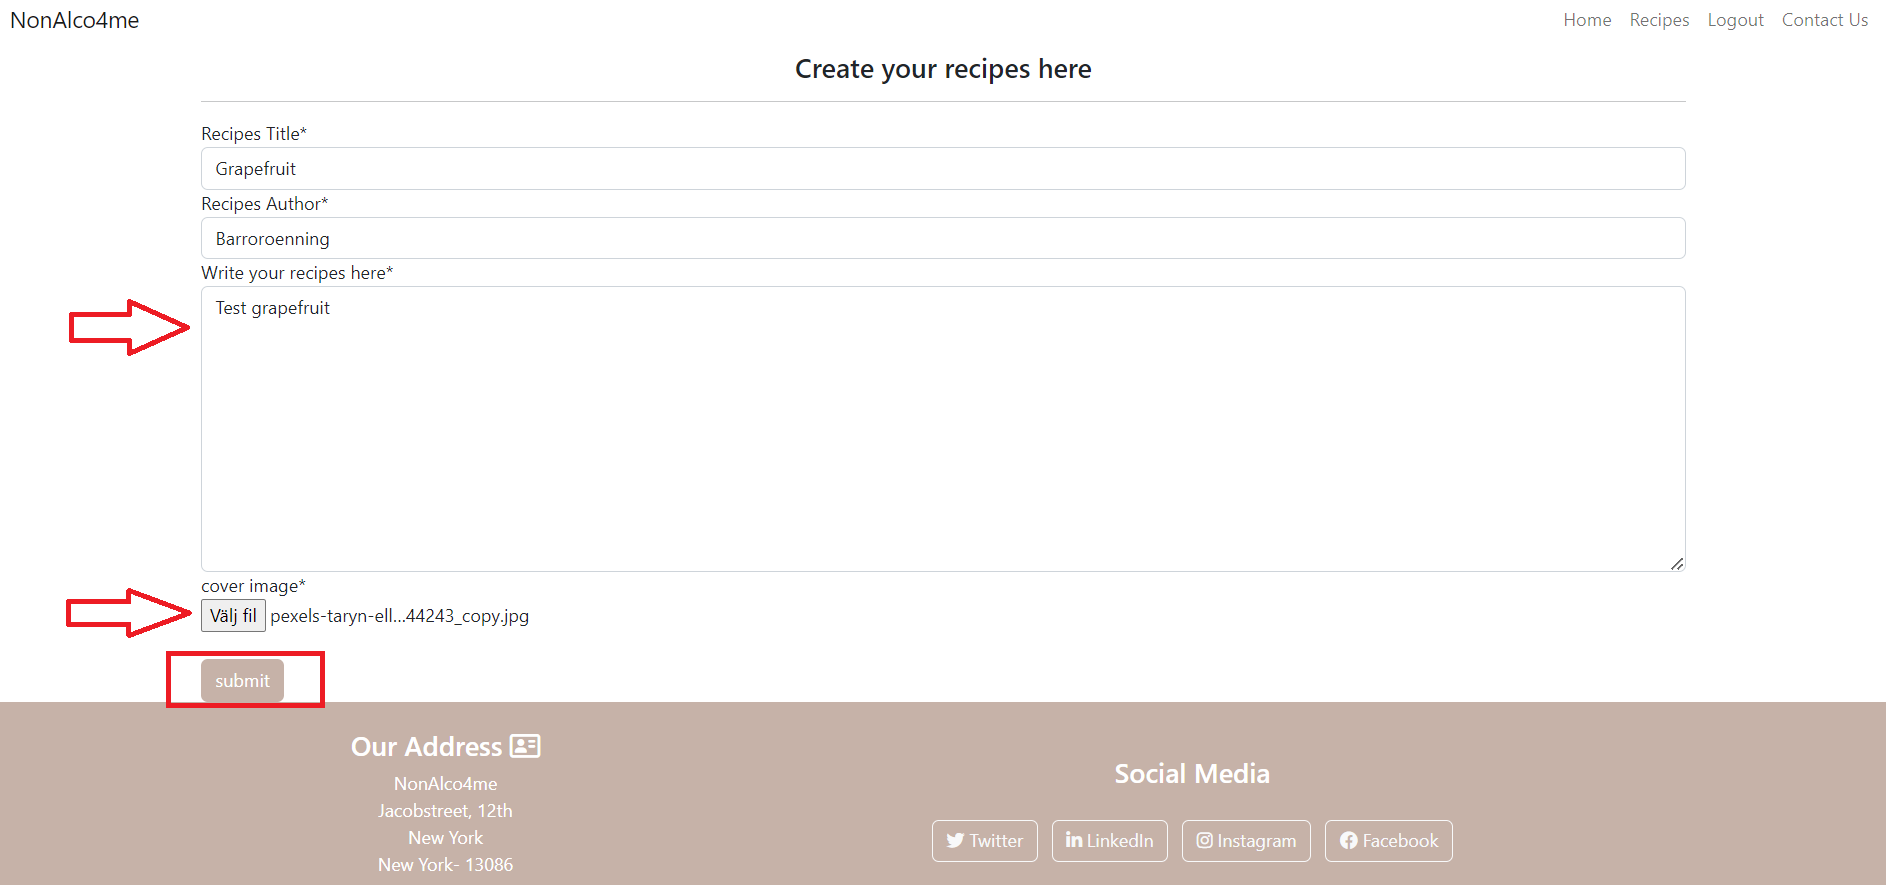 NonAlco4me
Home Recipes Logout Contact Us
Create your recipes here
Recipes Title*
Grapefruit
Recipes Author*
Barroroenning
Write your recipes here*
Test grapefruit
cover image*
Välj fil pexels-taryn-ell...44243_copy.jpg
submit
Our Address
NonAlco4me
Jacobstreet, 12th
New York
New York- 13086
Social Media
Twitter LinkedIn Instagram Facebook